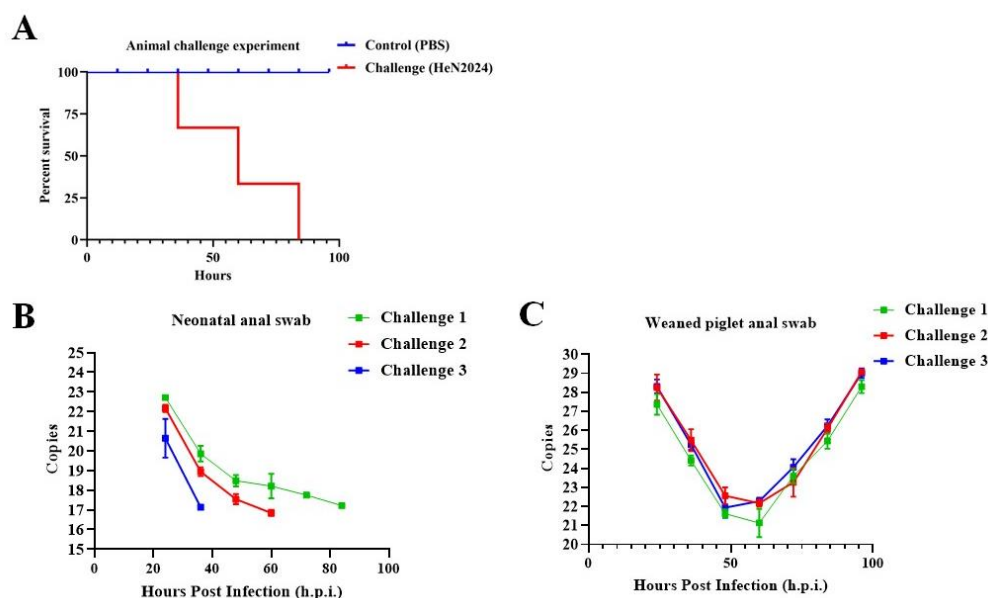 A
Animal challenge experiment
Control (PBS)
Challenge (HeN2024)
Percent survival
100
75
50
25
0
0 50 100
Hours
B
Neonatal anal swab
Challenge 1
Challenge 2
Challenge 3
Copies
25
24
23
22
21
20
19
18
17
16
15
0 20 40 60 80 100
Hours Post Infection (h.p.i.)
C
Weaned piglet anal swab
Challenge 1
Challenge 2
Challenge 3
Copies
30
29
28
27
26
25
24
23
22
21
20
0 50 100
Hours Post Infection (h.p.i.)